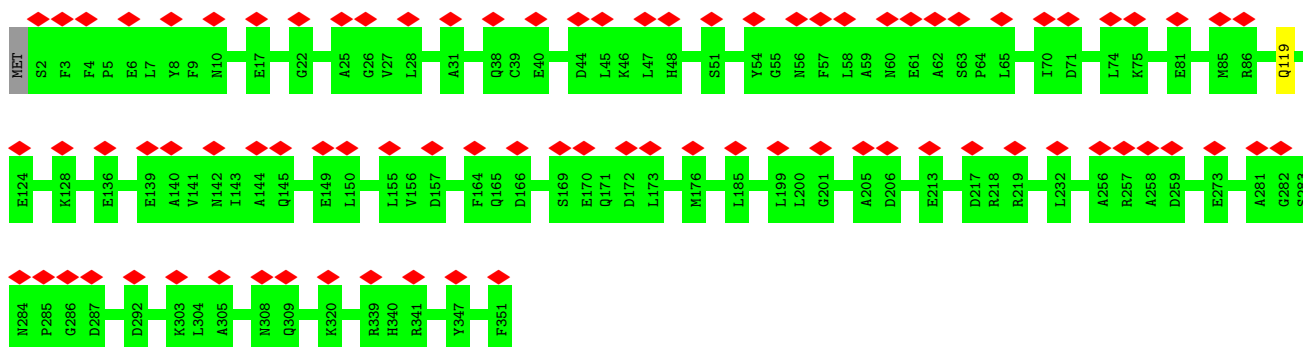 MET S2 F3 F4 P5 E6 L7 Y8 F9 N10 E17 G22 A25 G26 V27 L28 A31 Q38 C39 E40 D44 L45 K46 L47 H48 S51 Y54 G55 N56 F57 L58 A59 N60 E61 A62 S63 P64 L65 I70 D71 L74 K75 E81 M85 R86 Q119
E124 K128 E136 E139 A140 V141 N142 I143 A144 Q145 E149 L150 L155 V156 D157 F164 Q165 D166 S169 E170 Q171 D172 L173 M176 L185 L199 L200 G201 A205 D206 E213 D217 R218 R219 L232 A256 R257 A258 D259 E273 A281 G282 S283
N284 P285 G286 D287 D292 K303 L304 A305 N308 Q309 K320 R339 H340 R341 Y347 F351